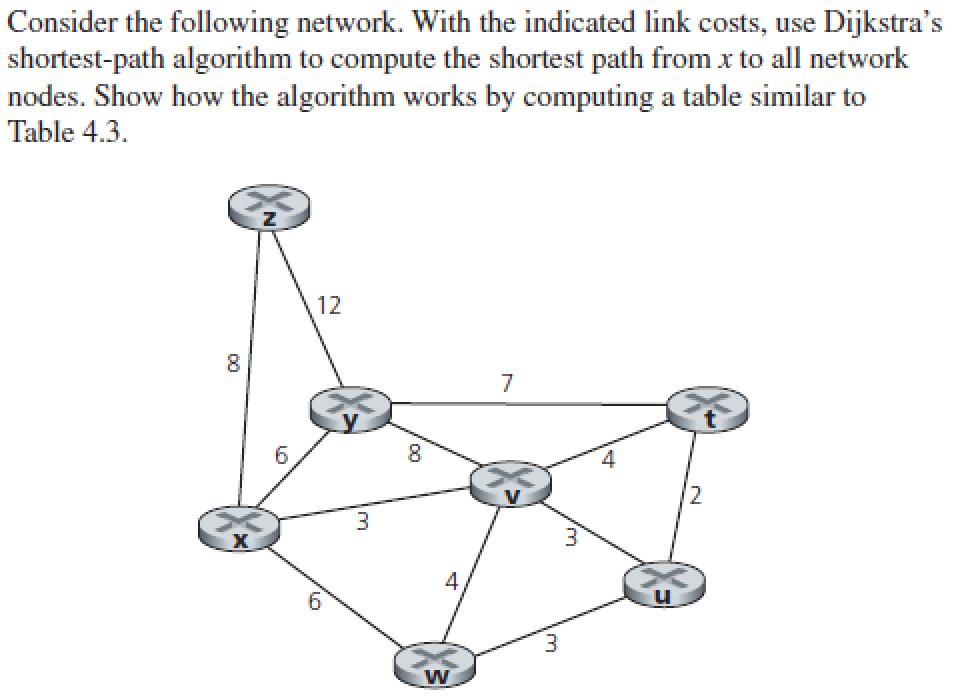 Consider the following network. With the indicated link costs, use Dijkstra’s
shortest-path algorithm to compute the shortest path from x to all network
nodes. Show how the algorithm works by computing a table similar to
Table 4.3.
z
12
8
7
y
t
6
8
4
v
2
x
3
3
4
u
6
3
w